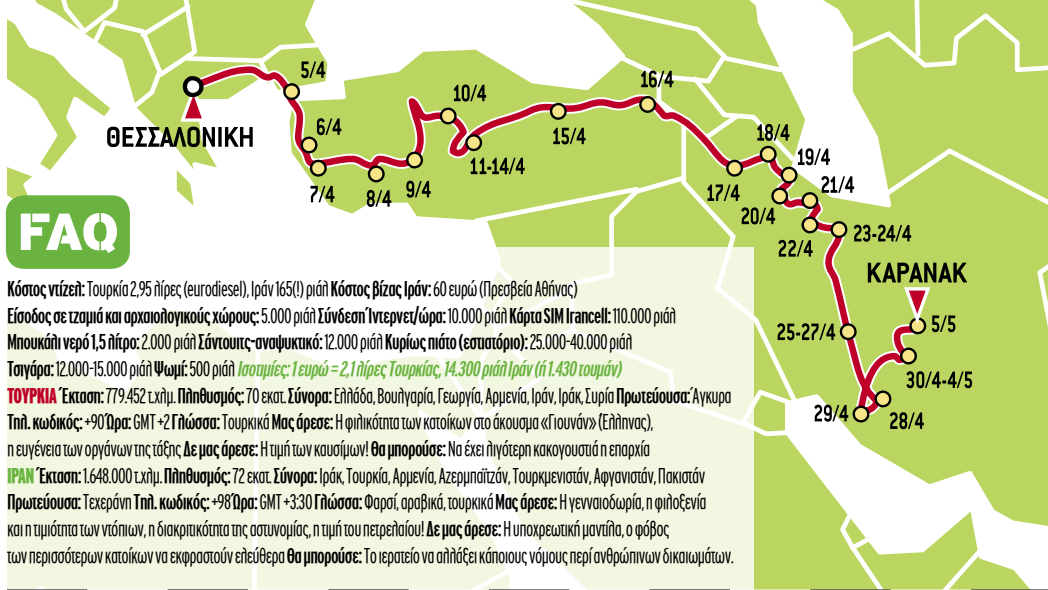 5/4
16/4
10/4
ΘΕΣΣΑΛΟΝΙΚΗ
6/4
15/4
18/4
11-14/4
19/4
7/4
8/4
9/4
17/4
21/4
20/4
FAQ
22/4
23-24/4
ΚΑΡΑΝΑΚ
5/5
25-27/4
30/4-4/5
29/4
28/4
Κόστος ντίζελ: Τουρκία 2,95 λίρες (eurodiesel), Ιράν 165(!) ριάλ Κόστος βίζας Ιράν: 60 ευρώ (Πρεσβεία Αθήνας)
Είσοδος σε τζαμιά και αρχαιολογικούς χώρους: 5.000 ριάλ Σύνδεση Ίντερνετ/ώρα: 10.000 ριάλ Κάρτα SIM Irancell: 110.000 ριάλ
Μπουκάλι νερό 1,5 λίτρο: 2.000 ριάλ Σάντουιτς-αναψυκτικό: 12.000 ριάλ Κυρίως πιάτο (εστιατόριο): 25.000-40.000 ριάλ
Τσιγάρα: 12.000-15.000 ριάλ Ψωμί: 500 ριάλ Ισοτιμίες: 1 ευρώ = 2,1 λίρες Τουρκίας, 14.300 ριάλ Ιράν (ή 1.430 τουμάν)
ΤΟΥΡΚΙΑ Έκταση: 779.452 τ.χλμ. Πληθυσμός: 70 εκατ. Σύνορα: Ελλάδα, Βουλγαρία, Γεωργία, Αρμενία, Ιράν, Ιράκ, Συρία Πρωτεύουσα: Άγκυρα
Τηλ. κωδικός: +90 Ώρα: GMT +2 Γλώσσα: Τουρκικά Μας άρεσε: Η φιλικότητα των κατοίκων στο άκουσμα «Γιουνάν» (Έλληνας),
η ευγένεια των οργάνων της τάξης Δε μας άρεσε: Η τιμή των καυσίμων! Θα μπορούσε: Να έχει λιγότερη κακογουστιά η επαρχία
ΙΡΑΝ Έκταση: 1.648.000 τ.χλμ. Πληθυσμός: 72 εκατ. Σύνορα: Ιράκ, Τουρκία, Αρμενία, Αζερμπαϊτζάν, Τουρκμενιστάν, Αφγανιστάν, Πακιστάν
Πρωτεύουσα: Τεχεράνη Τηλ. κωδικός: +98 Ώρα: GMT +3:30 Γλώσσα: Φαρσί, αραβικά, τουρκικά Μας άρεσε: Η γενναιοδωρία, η φιλοξενία
και η τιμιότητα των ντόπιων, η διακριτικότητα της αστυνομίας, η τιμή του πετρελαίου! Δε μας άρεσε: Η υποχρεωτική μαντίλα, ο φόβος
των περισσότερων κατοίκων να εκφραστούν ελεύθερα Θα μπορούσε: Το ιερατείο να αλλάξει κάποιους νόμους περί ανθρώπινων δικαιωμάτων.